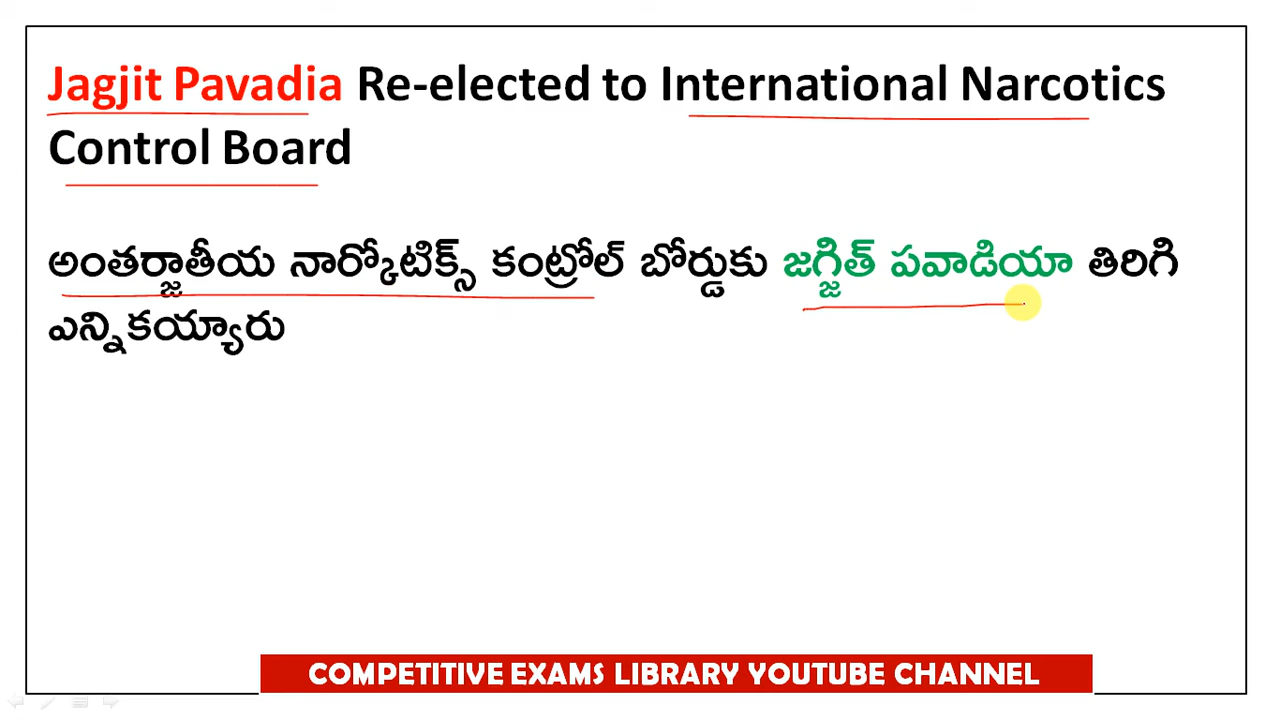 Jagjit Pavadia Re-elected to International Narcotics
Control Board
అంతర్జాతీయ నార్కోటిక్స్ కంట్రోల్ బోర్డుకు జగ్జిత్ పవాడియా తిరిగి
ఎన్నికయ్యారు
COMPETITIVE EXAMS LIBRARY YOUTUBE CHANNEL